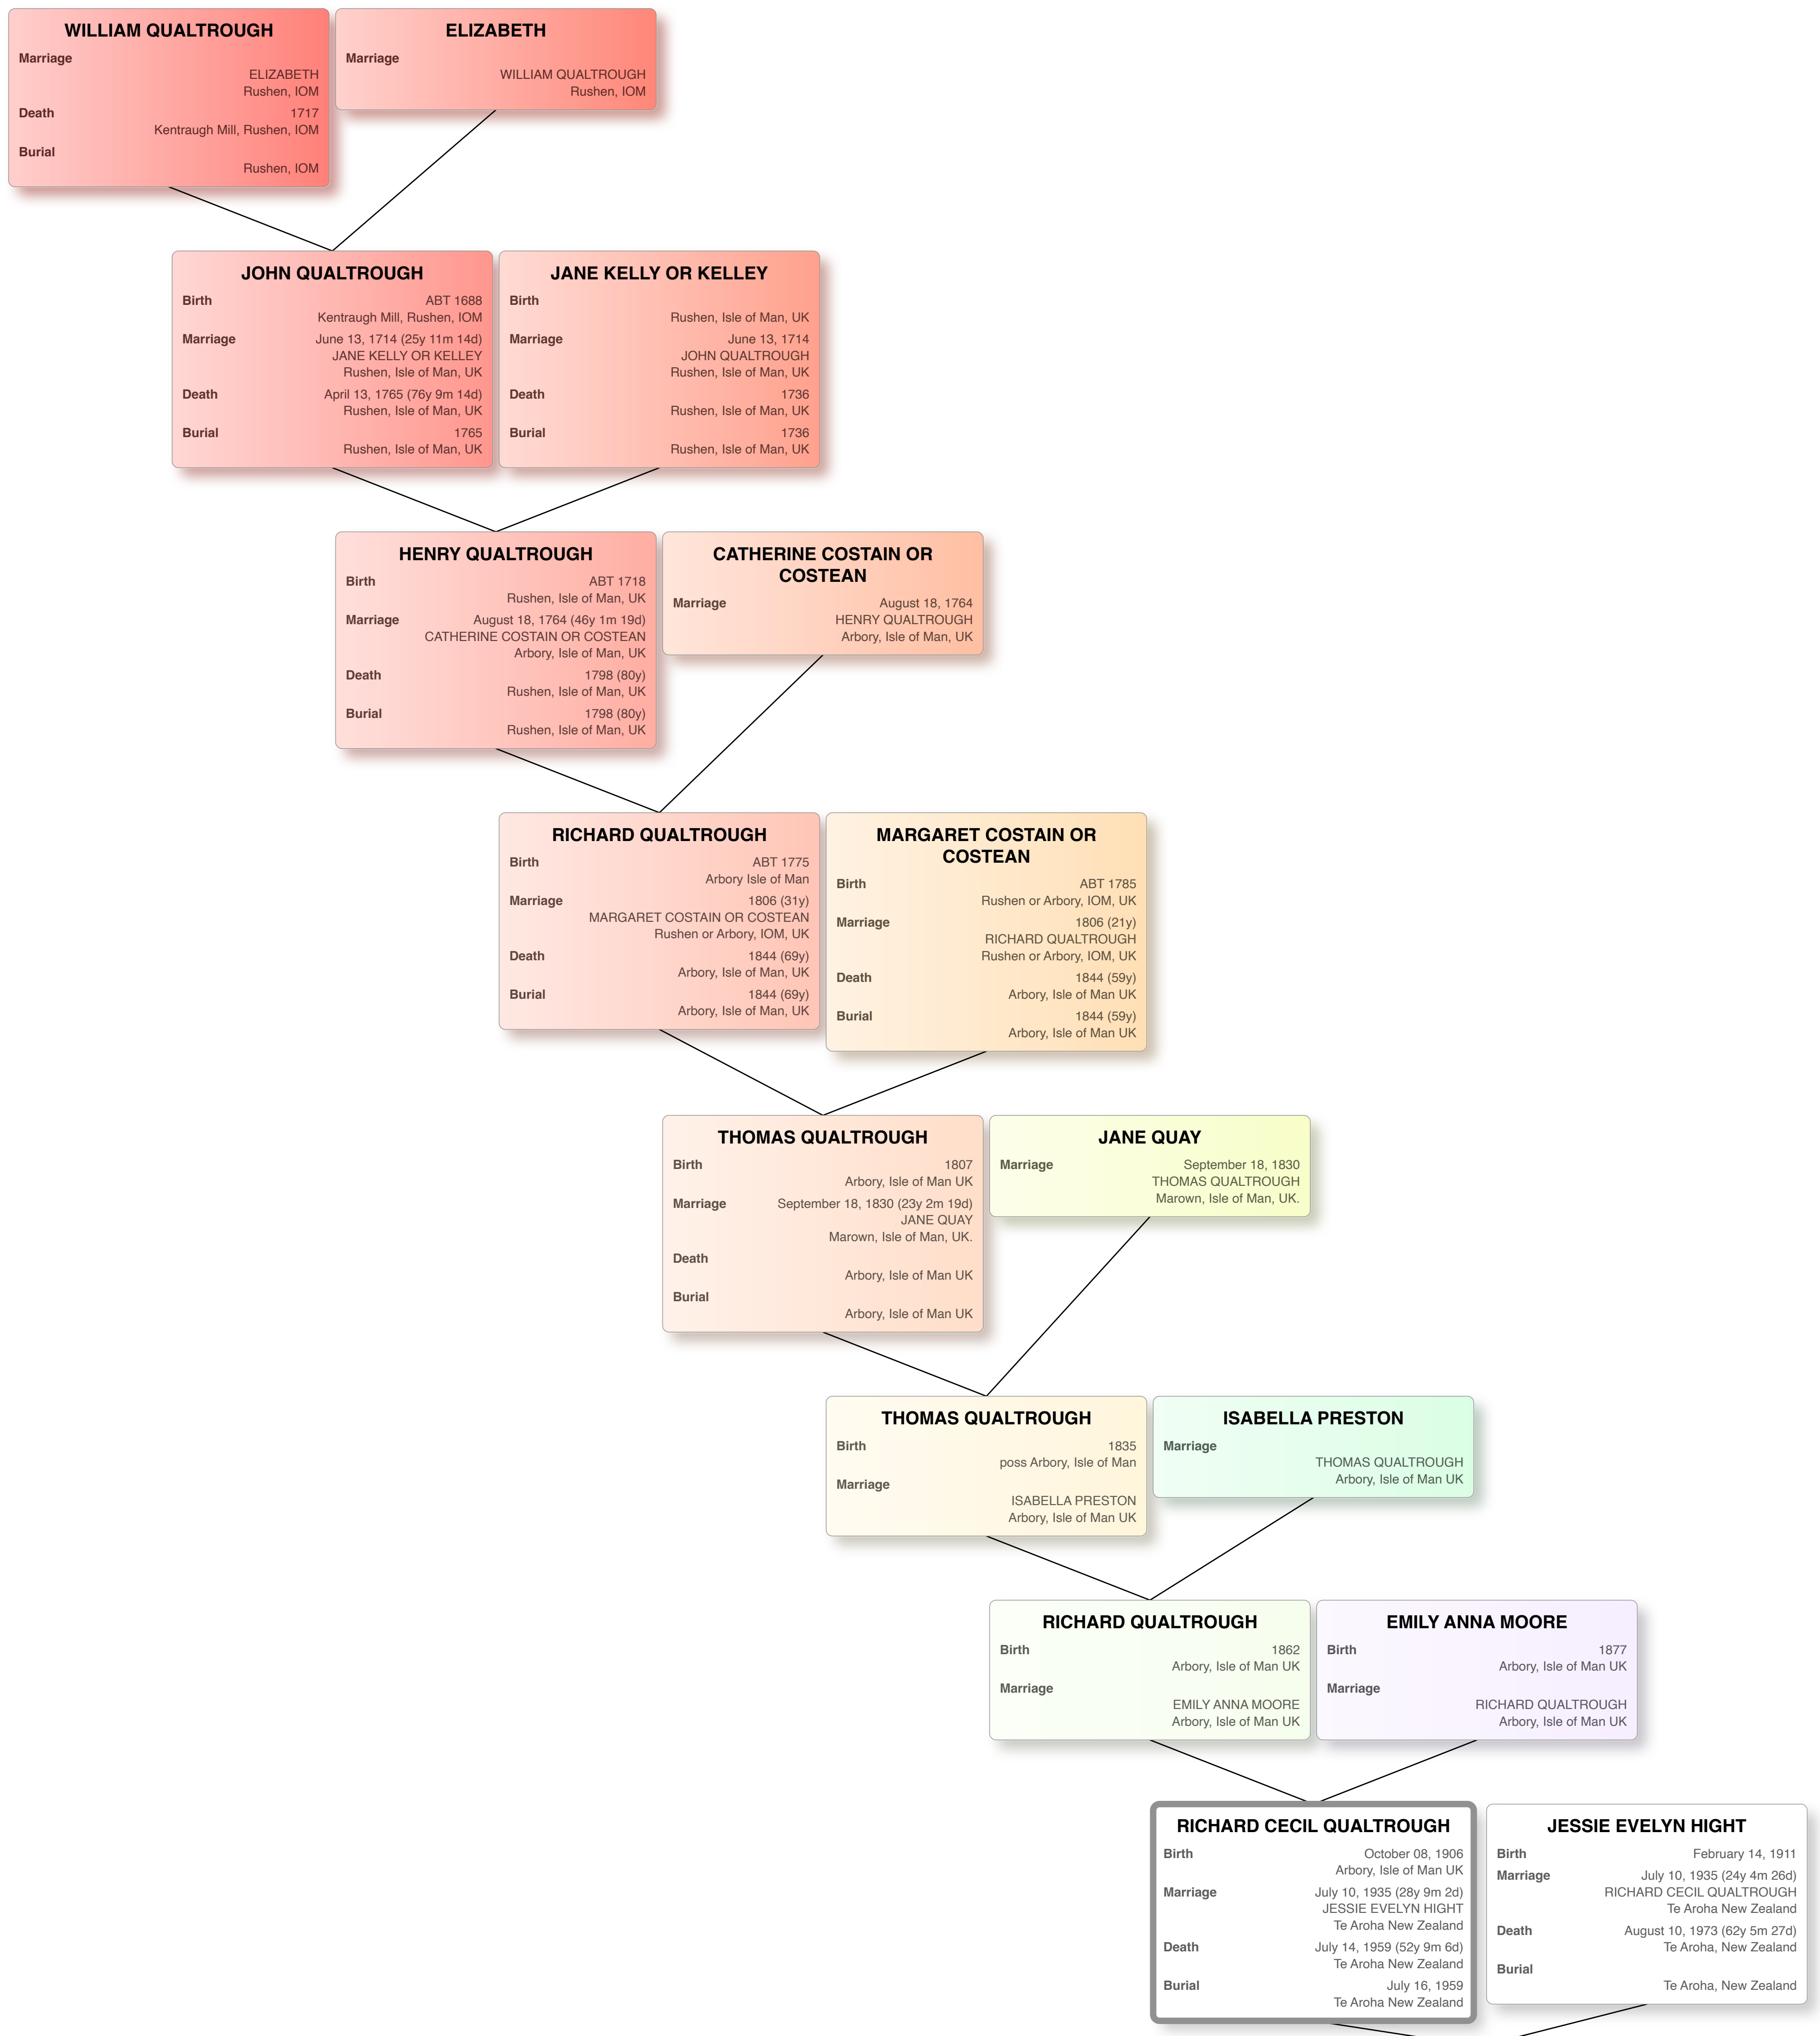 WILLIAM QUALTROUGH
Marriage
ELIZABETH
Rushen, IOM
Death 1717
Kentraugh Mill, Rushen, IOM
Burial
Rushen, IOM
ELIZABETH
Marriage
WILLIAM QUALTROUGH
Rushen, IOM
JOHN QUALTROUGH
Birth ABT 1688
Kentraugh Mill, Rushen, IOM
Marriage June 13, 1714 (25y 11m 14d)
JANE KELLY OR KELLEY
Rushen, Isle of Man, UK
Death April 13, 1765 (76y 9m 14d)
Rushen, Isle of Man, UK
Burial 1765
Rushen, Isle of Man, UK
JANE KELLY OR KELLEY
Birth
Rushen, Isle of Man, UK
Marriage June 13, 1714
JOHN QUALTROUGH
Rushen, Isle of Man, UK
Death 1736
Rushen, Isle of Man, UK
Burial 1736
Rushen, Isle of Man, UK
HENRY QUALTROUGH
Birth ABT 1718
Rushen, Isle of Man, UK
Marriage August 18, 1764 (46y 1m 19d)
CATHERINE COSTAIN OR COSTEAN
Arbory, Isle of Man, UK
Death 1798 (80y)
Rushen, Isle of Man, UK
Burial 1798 (80y)
Rushen, Isle of Man, UK
CATHERINE COSTAIN OR
COSTEAN
Marriage August 18, 1764
HENRY QUALTROUGH
Arbory, Isle of Man, UK
RICHARD QUALTROUGH
Birth ABT 1775
Arbory Isle of Man
Marriage 1806 (31y)
MARGARET COSTAIN OR COSTEAN
Rushen or Arbory, IOM, UK
Death 1844 (69y)
Arbory, Isle of Man, UK
Burial 1844 (69y)
Arbory, Isle of Man, UK
MARGARET COSTAIN OR
COSTEAN
Birth ABT 1785
Rushen or Arbory, IOM, UK
Marriage 1806 (21y)
RICHARD QUALTROUGH
Rushen or Arbory, IOM, UK
Death 1844 (59y)
Arbory, Isle of Man UK
Burial 1844 (59y)
Arbory, Isle of Man UK
THOMAS QUALTROUGH
Birth 1807
Arbory, Isle of Man UK
Marriage September 18, 1830 (23y 2m 19d)
JANE QUAY
Marown, Isle of Man, UK.
Death
Arbory, Isle of Man UK
Burial
Arbory, Isle of Man UK
JANE QUAY
Marriage September 18, 1830
THOMAS QUALTROUGH
Marown, Isle of Man, UK.
THOMAS QUALTROUGH
Birth 1835
poss Arbory, Isle of Man
Marriage
ISABELLA PRESTON
Arbory, Isle of Man UK
ISABELLA PRESTON
Marriage
THOMAS QUALTROUGH
Arbory, Isle of Man UK
RICHARD QUALTROUGH
Birth 1862
Arbory, Isle of Man UK
Marriage
EMILY ANNA MOORE
Arbory, Isle of Man UK
EMILY ANNA MOORE
Birth 1877
Arbory, Isle of Man UK
Marriage
RICHARD QUALTROUGH
Arbory, Isle of Man UK
RICHARD CECIL QUALTROUGH
Birth October 08, 1906
Arbory, Isle of Man UK
Marriage July 10, 1935 (28y 9m 2d)
JESSIE EVELYN HIGHT
Te Aroha New Zealand
Death July 14, 1959 (52y 9m 6d)
Te Aroha New Zealand
Burial July 16, 1959
Te Aroha New Zealand
JESSIE EVELYN HIGHT
Birth February 14, 1911
Marriage July 10, 1935 (24y 4m 26d)
RICHARD CECIL QUALTROUGH
Te Aroha New Zealand
Death August 10, 1973 (62y 5m 27d)
Te Aroha, New Zealand
Burial
Te Aroha, New Zealand